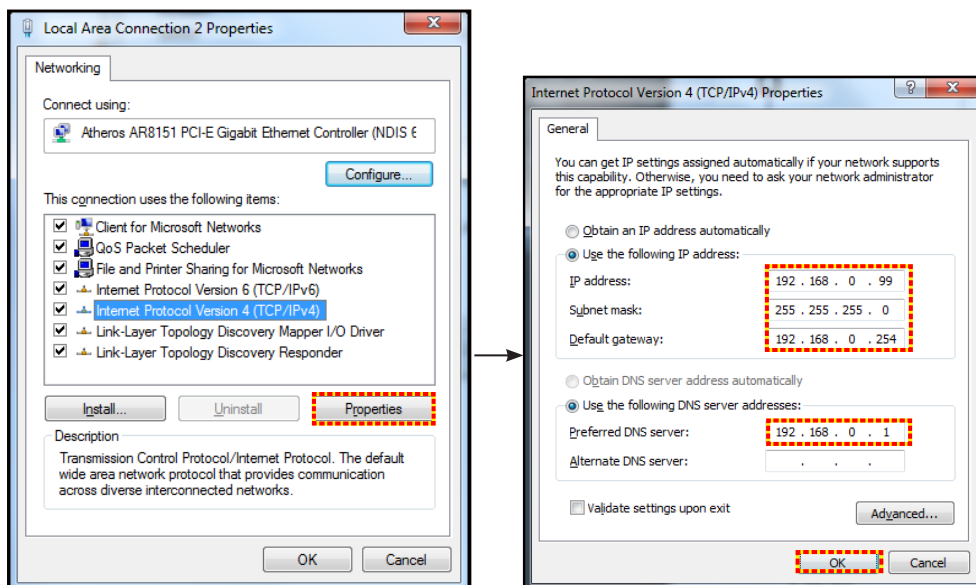 Local Area Connection 2 Properties
Networking
Connect using:
Atheros AR8151 PCI-E Gigabit Ethernet Controller (NDIS 6
Configure...
This connection uses the following items:
Client for Microsoft Networks
QoS Packet Scheduler
File and Printer Sharing for Microsoft Networks
Internet Protocol Version 6 (TCP/IPv6)
Internet Protocol Version 4 (TCP/IPv4)
Link-Layer Topology Discovery Mapper I/O Driver
Link-Layer Topology Discovery Responder
Install...
Uninstall
Properties
Description
Transmission Control Protocol/Internet Protocol. The default
wide area network protocol that provides communication
across diverse interconnected networks.
OK
Cancel
Internet Protocol Version 4 (TCP/IPv4) Properties
General
You can get IP settings assigned automatically if your network supports
this capability. Otherwise, you need to ask your network administrator
for the appropriate IP settings.
Obtain an IP address automatically
Use the following IP address:
IP address: 192 . 168 . 0 . 99
Subnet mask: 255 . 255 . 255 . 0
Default gateway: 192 . 168 . 0 . 254
Obtain DNS server address automatically
Use the following DNS server addresses:
Preferred DNS server: 192 . 168 . 0 . 1
Alternate DNS server: . . .
Validate settings upon exit
Advanced...
OK
Cancel